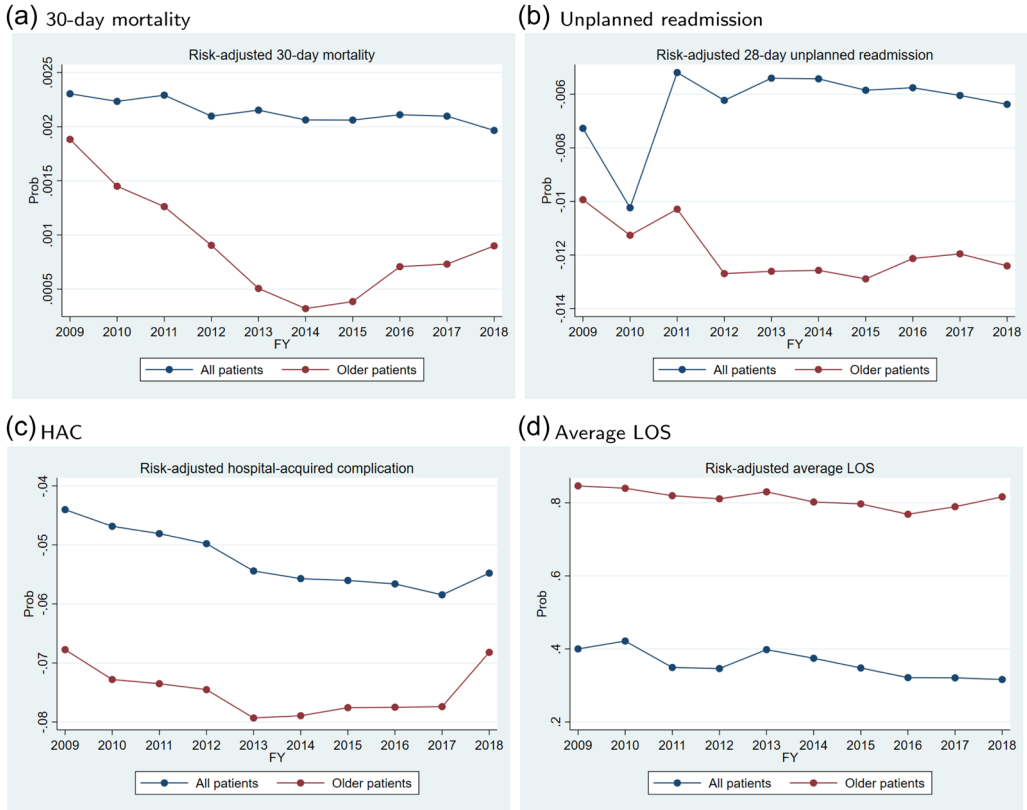 (a) 30-day mortality
Risk-adjusted 30-day mortality
.0025
.002
.0015
.001
.0005
Prob
2009 2010 2011 2012 2013 2014 2015 2016 2017 2018
FY
All patients Older patients
(b) Unplanned readmission
Risk-adjusted 28-day unplanned readmission
-.006
-.008
-.01
-.012
-.014
Prob
2009 2010 2011 2012 2013 2014 2015 2016 2017 2018
FY
All patients Older patients
(c) HAC
Risk-adjusted hospital-acquired complication
-.04
-.05
-.06
-.07
-.08
Prob
2009 2010 2011 2012 2013 2014 2015 2016 2017 2018
FY
All patients Older patients
(d) Average LOS
Risk-adjusted average LOS
.8
.6
.4
.2
Prob
2009 2010 2011 2012 2013 2014 2015 2016 2017 2018
FY
All patients Older patients